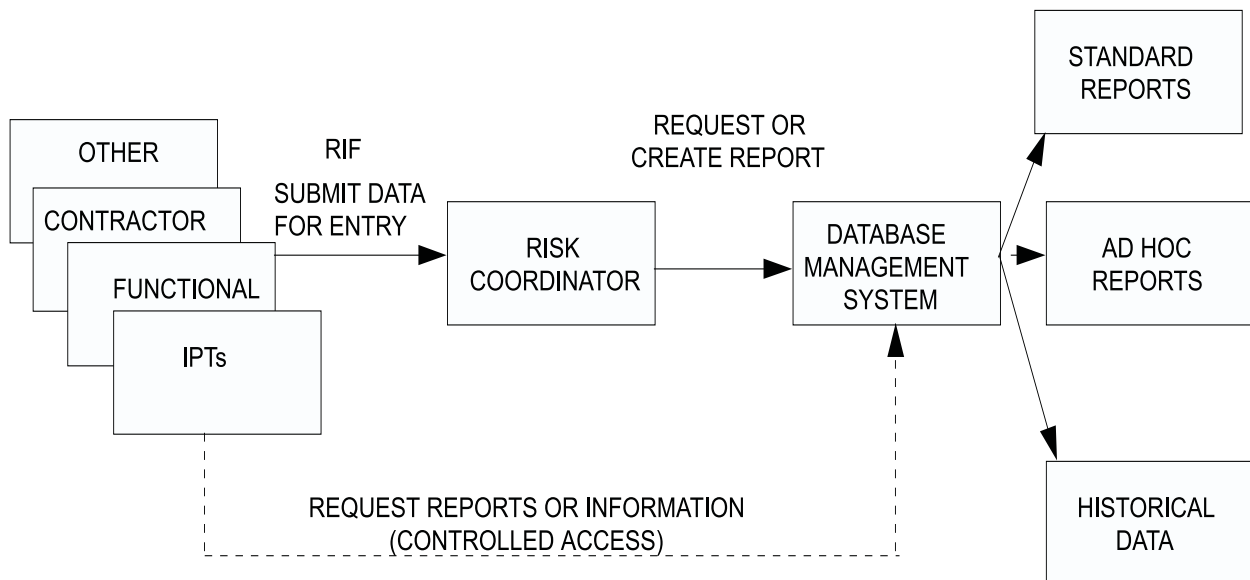 OTHER
CONTRACTOR
FUNCTIONAL
IPTs
RIF
SUBMIT DATA
FOR ENTRY
RISK
COORDINATOR
REQUEST OR
CREATE REPORT
DATABASE
MANAGEMENT
SYSTEM
STANDARD
REPORTS
AD HOC
REPORTS
HISTORICAL
DATA
REQUEST REPORTS OR INFORMATION
(CONTROLLED ACCESS)